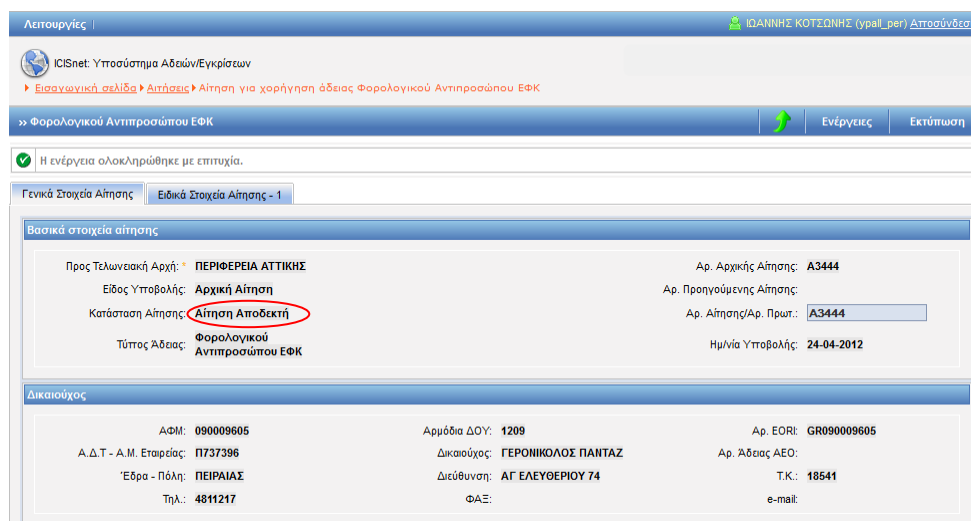 Λειτουργίες
ΙΩΑΝΝΗΣ ΚΟΤΣΩΝΗΣ (ypall_per) Αποσύνδεσ
ICISnet: Υποσύστημα Αδειών/Εγκρίσεων
Εισαγωγική σελίδα Αιτήσεις Αίτηση για χορήγηση άδειας Φορολογικού Αντιπροσώπου ΕΦΚ
›› Φορολογικού Αντιπροσώπου ΕΦΚ Ενέργειες Εκτύπωση
Η ενέργεια ολοκληρώθηκε με επιτυχία.
Γενικά Στοιχεία Αίτησης Ειδικά Στοιχεία Αίτησης - 1
Βασικά στοιχεία αίτησης
Προς Τελωνειακή Αρχή: * ΠΕΡΙΦΕΡΕΙΑ ΑΤΤΙΚΗΣ Αρ. Αρχικής Αίτησης: A3444
Είδος Υποβολής: Αρχική Αίτηση Αρ. Προηγούμενης Αίτησης:
Κατάσταση Αίτησης: Αίτηση Αποδεκτή Αρ. Αίτησης/Αρ. Πρωτ.: A3444
Τύπος Άδειας: Φορολογικού Αντιπροσώπου ΕΦΚ Ημ/νία Υποβολής: 24-04-2012
Δικαιούχος
ΑΦΜ: 090009605 Αρμόδια ΔΟΥ: 1209 Αρ. EORI: GR090009605
Α.Δ.Τ - Α.Μ. Εταιρείας: Π737396 Δικαιούχος: ΓΕΡΟΝΙΚΟΛΟΣ ΠΑΝΤΑΖ Αρ. Άδειας ΑΕΟ:
Έδρα - Πόλη: ΠΕΙΡΑΙΑΣ Διεύθυνση: ΑΓ ΕΛΕΥΘΕΡΙΟΥ 74 Τ.Κ.: 18541
Τηλ.: 4811217 ΦΑΞ: e-mail: